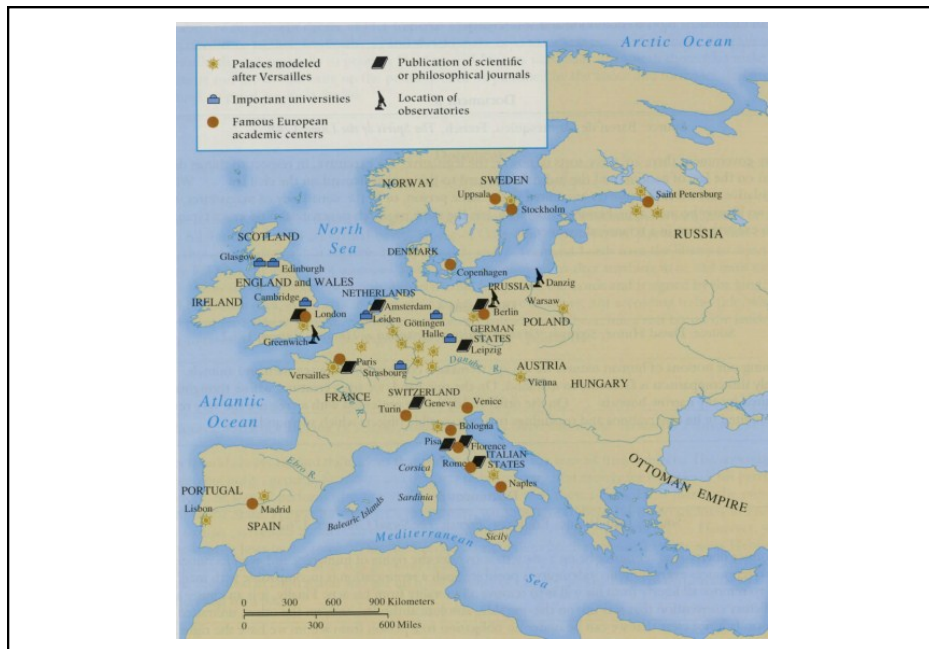 Arctic Ocean
Palaces modeled
after Versailles
Important universities
Famous European
academic centers
Publication of scientific
or philosophical journals
Location of
observatories
NORWAY
SWEDEN
Uppsala
Stockholm
Saint Petersburg
RUSSIA
North
Sea
SCOTLAND
Glasgow
Edinburgh
DENMARK
Copenhagen
ENGLAND and WALES
IRELAND
Cambridge
London
Greenwich
NETHERLANDS
Amsterdam
Leiden
Göttingen
Halle
PRUSSIA
Berlin
Danzig
Warsaw
POLAND
GERMAN
STATES
Leipzig
Paris
Versailles
Strasbourg
Danube R.
AUSTRIA
Vienna
HUNGARY
FRANCE
Loire R.
SWITZERLAND
Geneva
Turin
Venice
Bologna
Pisa
Florence
Rome
ITALIAN
STATES
Naples
Atlantic
Ocean
Corsica
Sardinia
Sicily
Ebro R.
PORTUGAL
Lisbon
Madrid
SPAIN
Balearic Islands
Mediterranean
Sea
OTTOMAN EMPIRE
0 300 600 900 Kilometers
0 300 600 Miles